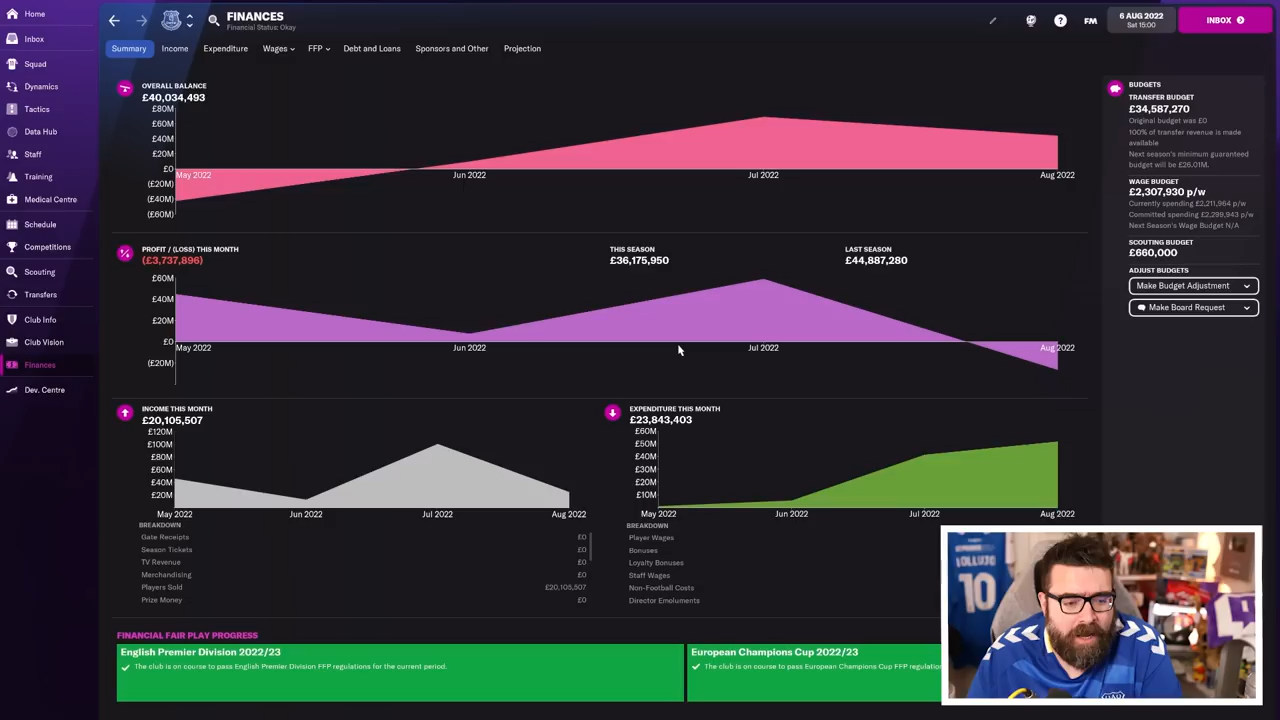 Home
Inbox
Squad
Dynamics
Tactics
Data Hub
Staff
Training
Medical Centre
Schedule
Competitions
Scouting
Transfers
Club Info
Club Vision
Finances
Dev. Centre
FINANCES
Financial Status: Okay
FM
6 AUG 2022
Sat 15:00
INBOX
Summary
Income
Expenditure
Wages
FFP
Debt and Loans
Sponsors and Other
Projection
OVERALL BALANCE
£40,034,493
£80M
£60M
£40M
£20M
£0
(£20M)
(£40M)
(£60M)
May 2022
Jun 2022
Jul 2022
Aug 2022
PROFIT / (LOSS) THIS MONTH
(£3,737,896)
THIS SEASON
£36,175,950
LAST SEASON
£44,887,280
£60M
£40M
£20M
£0
(£20M)
May 2022
Jun 2022
Jul 2022
Aug 2022
INCOME THIS MONTH
£20,105,507
£120M
£100M
£80M
£60M
£40M
£20M
May 2022
Jun 2022
Jul 2022
Aug 2022
BREAKDOWN
Gate Receipts £0
Season Tickets £0
TV Revenue £0
Merchandising £0
Players Sold £20,105,507
Prize Money £0
EXPENDITURE THIS MONTH
£23,843,403
£60M
£50M
£40M
£30M
£20M
£10M
May 2022
Jun 2022
Jul 2022
Aug 2022
BREAKDOWN
Player Wages
Bonuses
Loyalty Bonuses
Staff Wages
Non-Football Costs
Director Emoluments
FINANCIAL FAIR PLAY PROGRESS
English Premier Division 2022/23
The club is on course to pass English Premier Division FFP regulations for the current period.
European Champions Cup 2022/23
The club is on course to pass European Champions Cup FFP
BUDGETS
TRANSFER BUDGET
£34,587,270
Original budget was £0
100% of transfer revenue is made
available
Next season's minimum guaranteed
budget will be £26.01M.
WAGE BUDGET
£2,307,930 p/w
Currently spending £2,211,964 p/w
Committed spending £2,299,943 p/w
Next Season's Wage Budget N/A
SCOUTING BUDGET
£660,000
ADJUST BUDGETS
Make Budget Adjustment
Make Board Request
10